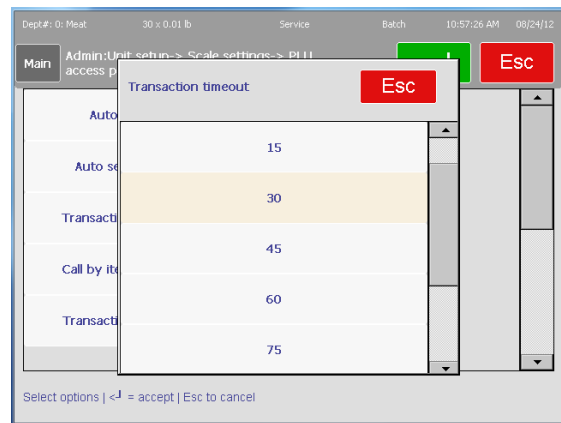 Dept#: 0: Meat 30 x 0.01 lb Service Batch 10:57:26 AM 08/24/12
Main Admin:Unit setup-> Scale settings-> PLU Esc
access p
Transaction timeout Esc
Auto
15
Auto se
30
Transacti
45
Call by ite
60
Transacti
75
Select options | <┘ = accept | Esc to cancel